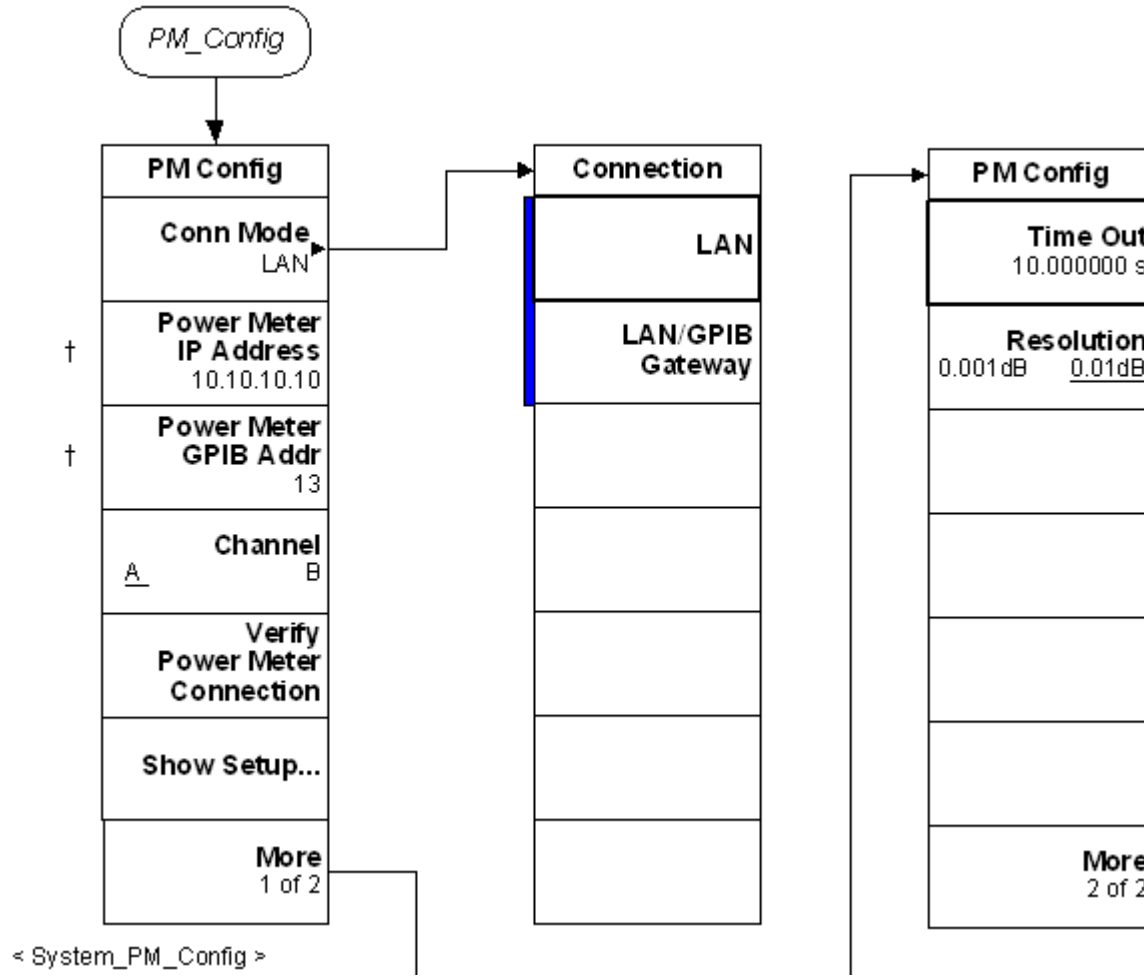 PM_Config
PM Config
Conn Mode
LAN
†
Power Meter
IP Address
10.10.10.10
†
Power Meter
GPIB Addr
13
Channel
A B
Verify
Power Meter
Connection
Show Setup...
More
1 of 2
< System_PM_Config >
Connection
LAN
LAN/GPIB
Gateway
PM Config
Time Out
10.000000 s
Resolution
0.001dB 0.01dB
More
2 of 2